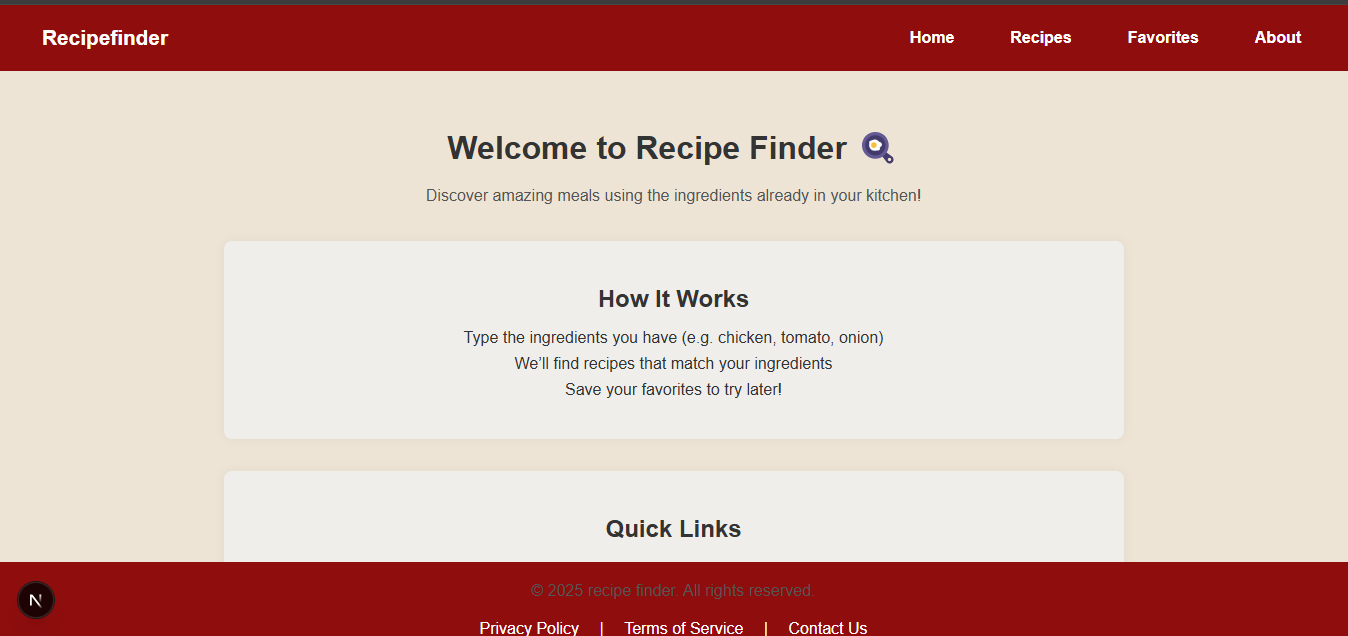 Recipefinder Home Recipes Favorites About
Welcome to Recipe Finder
Discover amazing meals using the ingredients already in your kitchen!
How It Works
Type the ingredients you have (e.g. chicken, tomato, onion)
We’ll find recipes that match your ingredients
Save your favorites to try later!
Quick Links
© 2025 recipe finder. All rights reserved.
N
Privacy Policy | Terms of Service | Contact Us